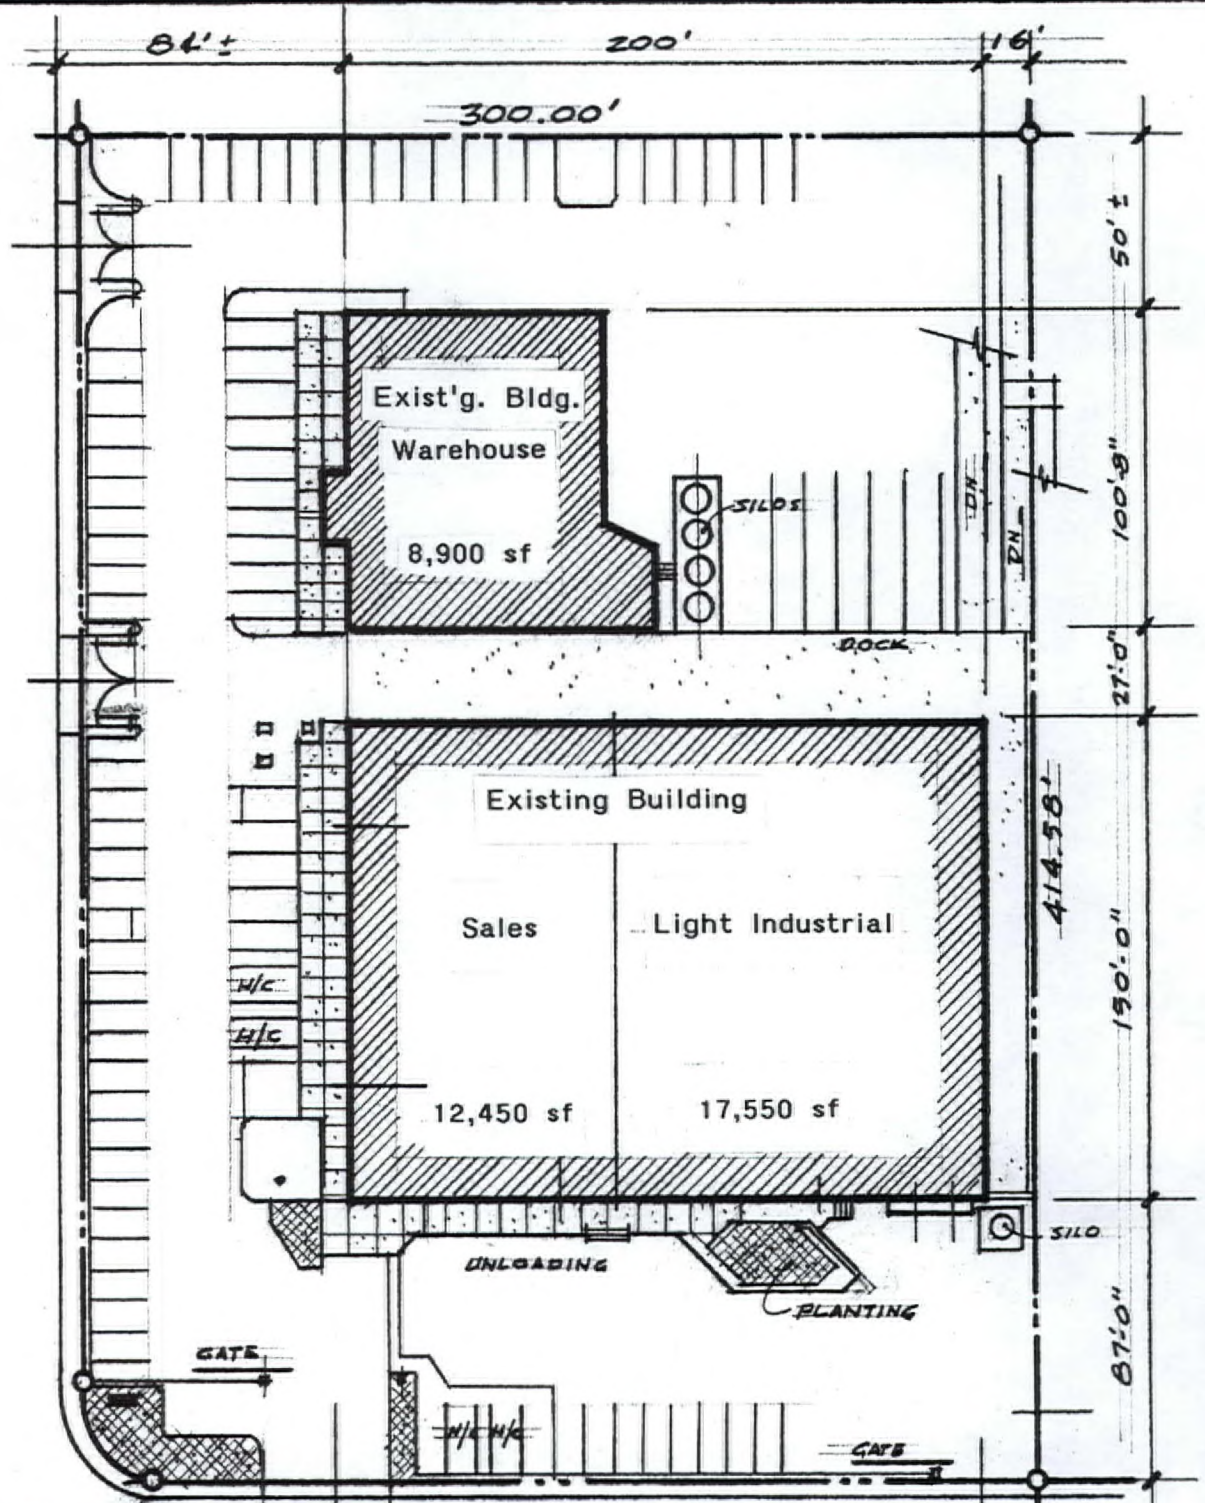 84'±
200'
16'
300.00'
50'±
Exist'g. Bldg.
Warehouse
8,900 sf
SILOS
DN
DN
100'-8"
DOCK
27'-0"
Existing Building
414.58'
Sales
Light Industrial
150'-0"
H/C
H/C
12,450 sf
17,550 sf
UNLOADING
SILO
PLANTING
87'-0"
GATE
H/C H/C
GATE